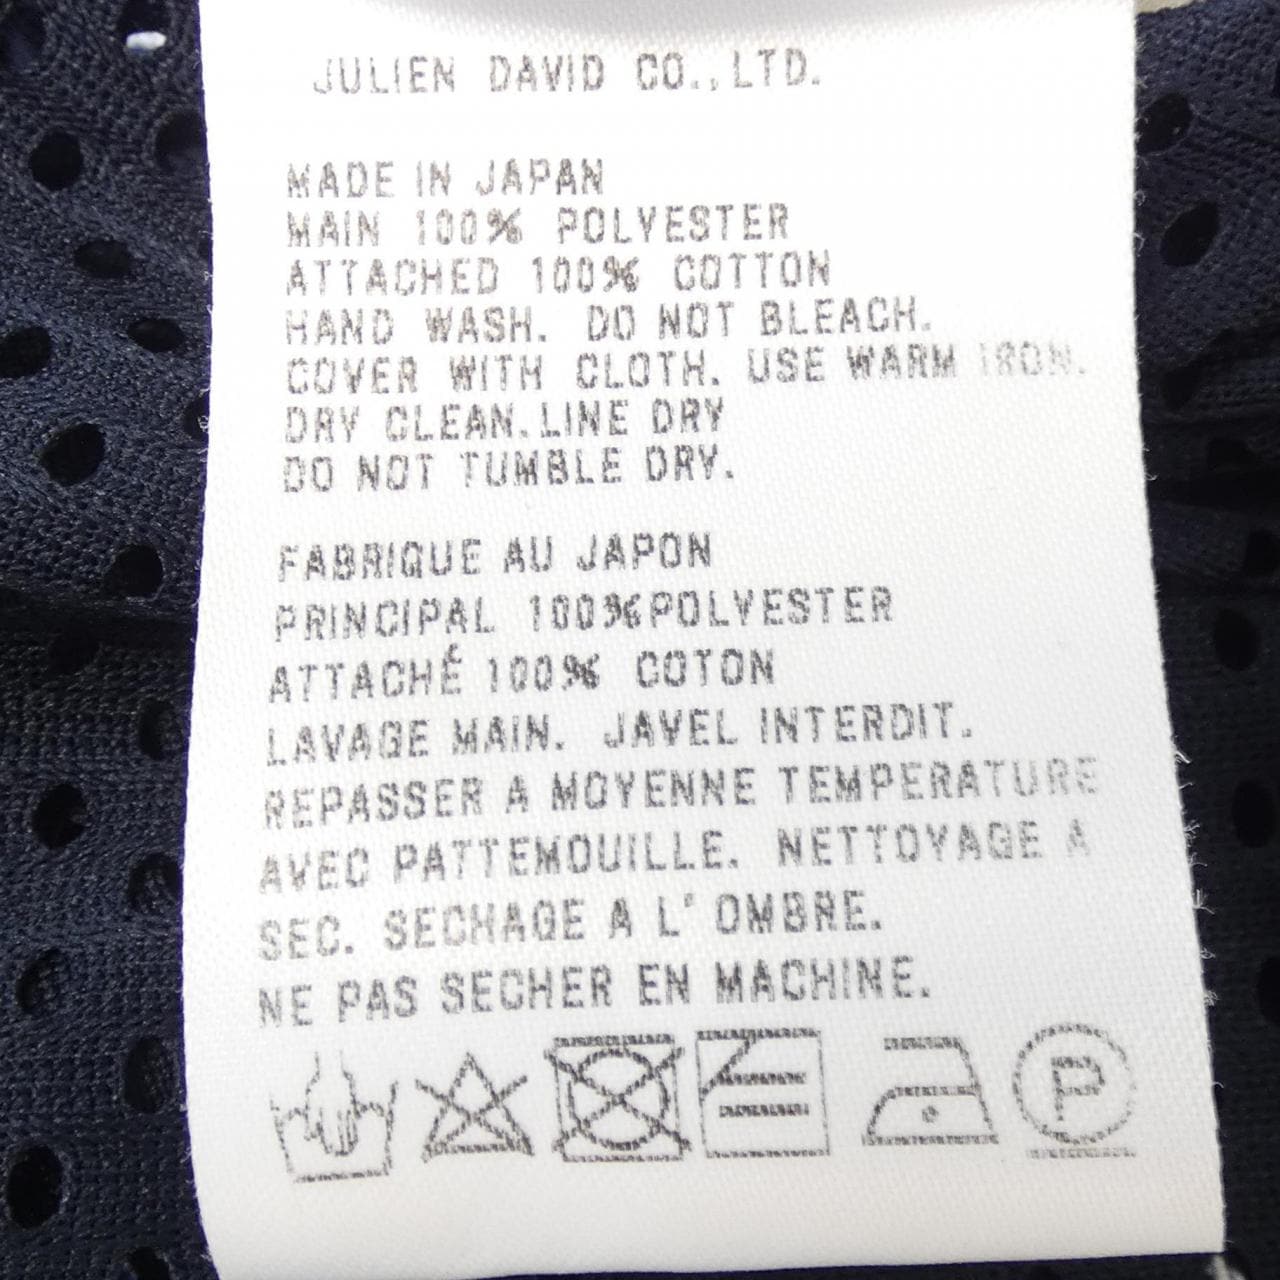 JULIEN DAVID CO.,LTD.
MADE IN JAPAN
MAIN 100% POLYESTER
ATTACHED 100% COTTON
HAND WASH. DO NOT BLEACH.
COVER WITH CLOTH. USE WARM IRON.
DRY CLEAN. LINE DRY
DO NOT TUMBLE DRY.
FABRIQUE AU JAPON
PRINCIPAL 100%POLYESTER
ATTACHÉ 100% COTON
LAVAGE MAIN. JAVEL INTERDIT.
REPASSER A MOYENNE TEMPERATURE
AVEC PATTEMOUILLE. NETTOYAGE A
SEC. SECHAGE A L' OMBRE.
NE PAS SECHER EN MACHINE.
P